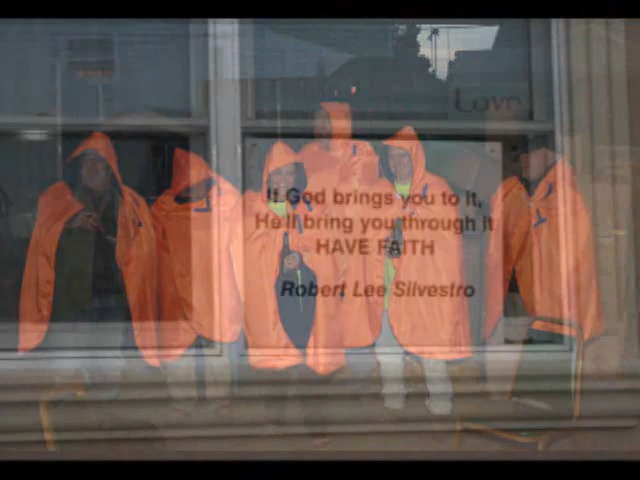 Love
If God brings you to it,
He'll bring you through it
HAVE FAITH
Robert Lee Silvestro